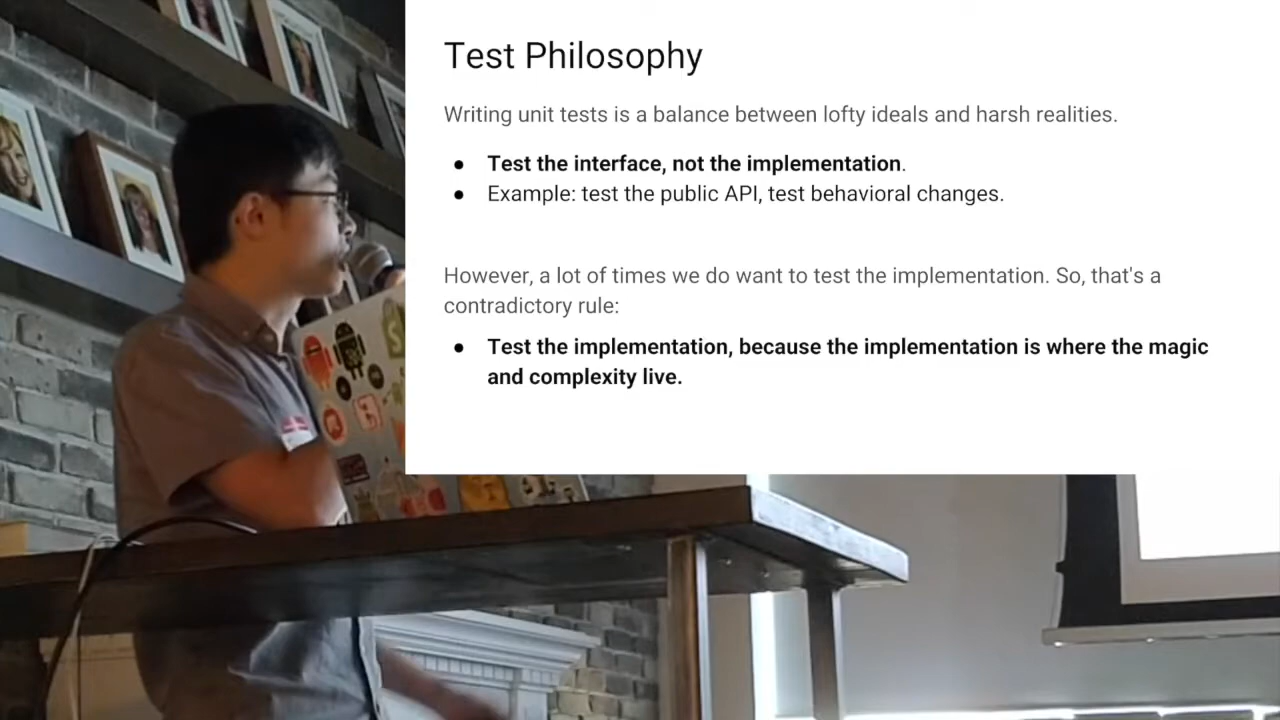 Test Philosophy
Writing unit tests is a balance between lofty ideals and harsh realities.
● Test the interface, not the implementation.
● Example: test the public API, test behavioral changes.
However, a lot of times we do want to test the implementation. So, that's a
contradictory rule:
● Test the implementation, because the implementation is where the magic
and complexity live.